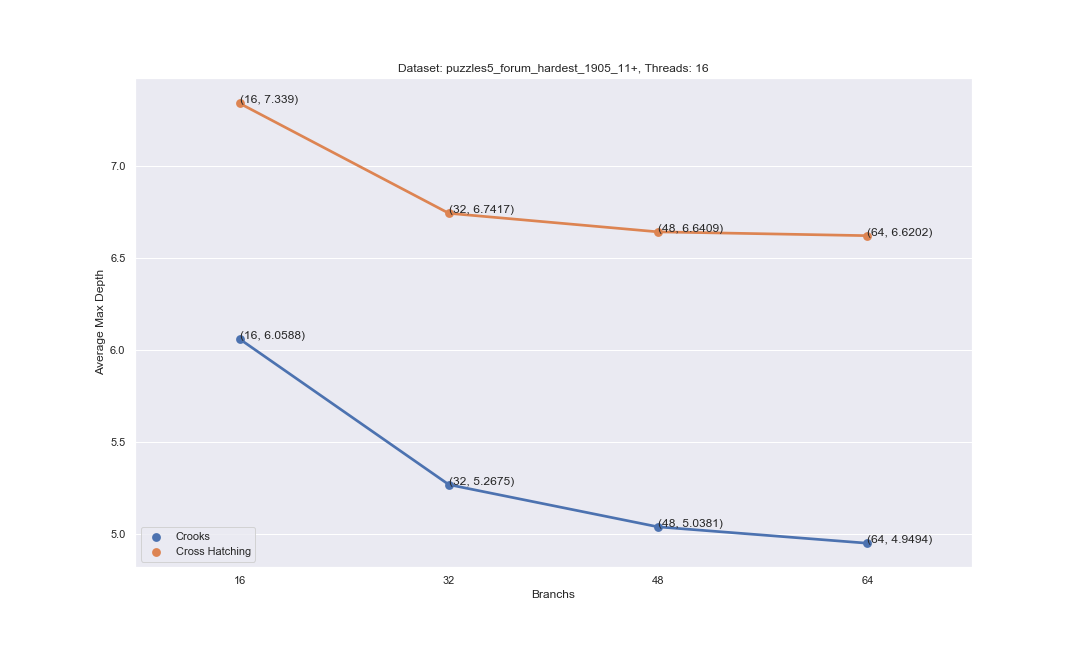 Dataset: puzzles5_forum_hardest_1905_11+, Threads: 16
(16, 7.339)
7.0
(32, 6.7417)
(48, 6.6409)
(64, 6.6202)
6.5
Average Max Depth
(16, 6.0588)
6.0
5.5
(32, 5.2675)
(48, 5.0381)
(64, 4.9494)
5.0
Crooks
Cross Hatching
16 32 48 64
Branchs